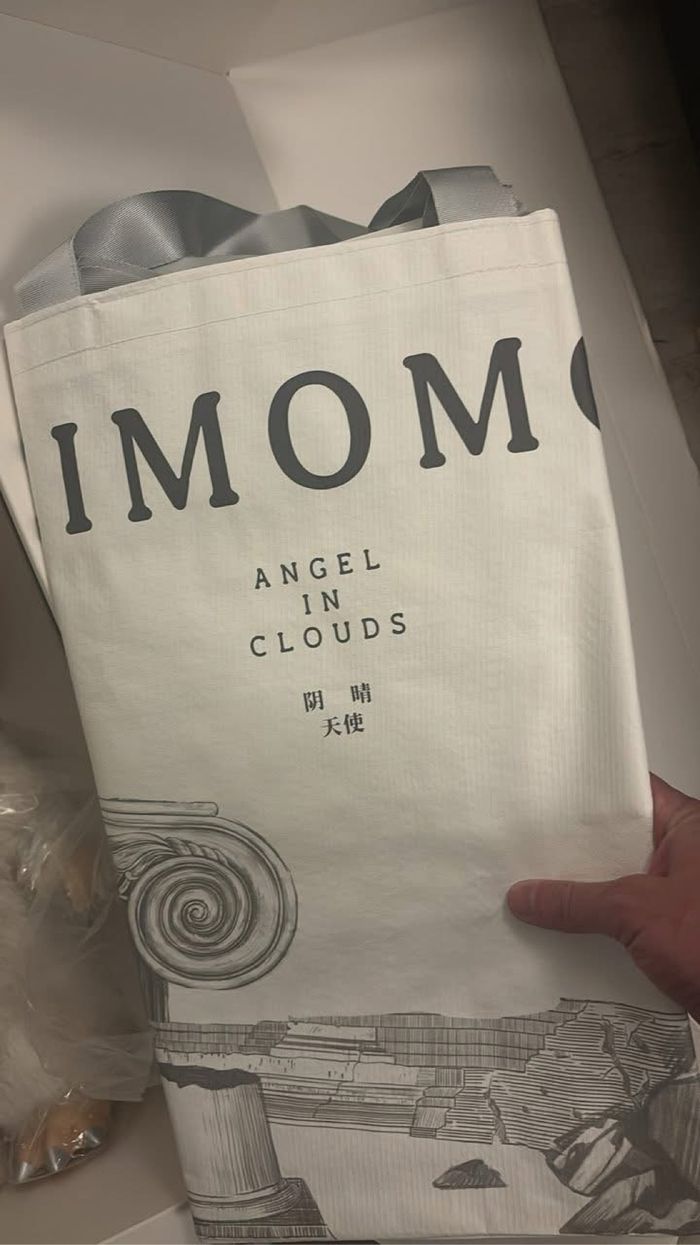 IMOM
ANGEL
IN
CLOUDS
阴 晴
天使